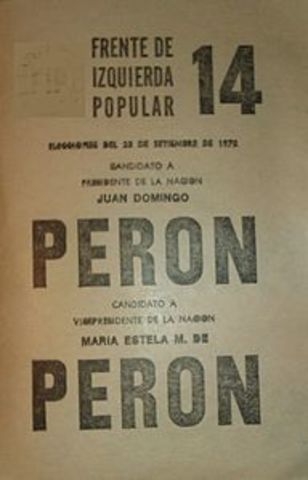 FRENTE DE
IZQUIERDA
POPULAR
14
ELECCIONES DEL 23 DE SETIEMBRE DE 1973
CANDIDATO A
PRESIDENTE DE LA NACION
JUAN DOMINGO
PERON
CANDIDATO A
VICEPRESIDENTE DE LA NACION
MARIA ESTELA M. DE
PERON